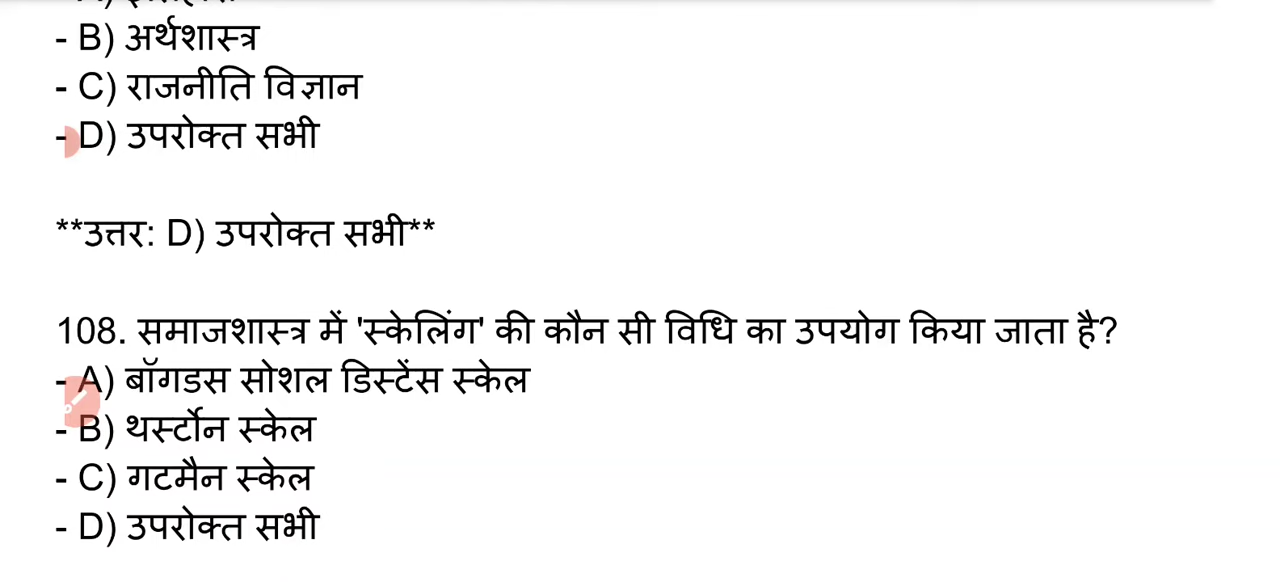 - B) अर्थशास्त्र
- C) राजनीति विज्ञान
- D) उपरोक्त सभी
**उत्तर: D) उपरोक्त सभी**
108. समाजशास्त्र में 'स्केलिंग' की कौन सी विधि का उपयोग किया जाता है?
- A) बॉगडस सोशल डिस्टेंस स्केल
- B) थर्स्टोन स्केल
- C) गटमैन स्केल
- D) उपरोक्त सभी